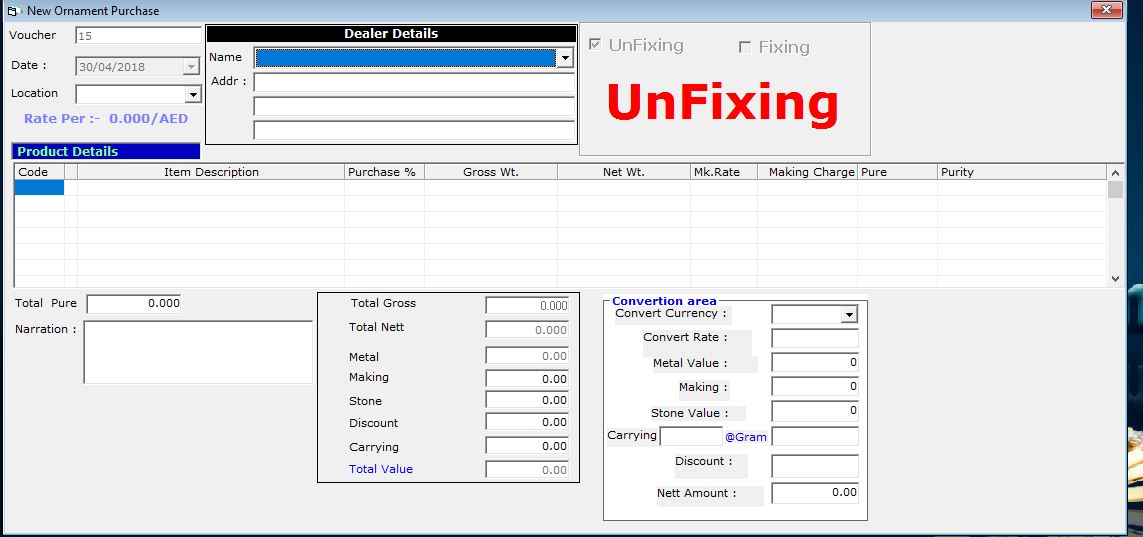 New Ornament Purchase
Voucher 15
Date : 30/04/2018
Location
Rate Per :- 0.000/AED
Dealer Details
Name
Addr :
UnFixing Fixing
UnFixing
Product Details
Code Item Description Purchase % Gross Wt. Net Wt. Mk.Rate Making Charge Pure Purity
Total Pure 0.000
Narration :
Total Gross 0.000
Total Nett 0.000
Metal 0.00
Making 0.00
Stone 0.00
Discount 0.00
Carrying 0.00
Total Value 0.00
Convertion area
Convert Currency :
Convert Rate :
Metal Value : 0
Making : 0
Stone Value : 0
Carrying @Gram
Discount :
Nett Amount : 0.00